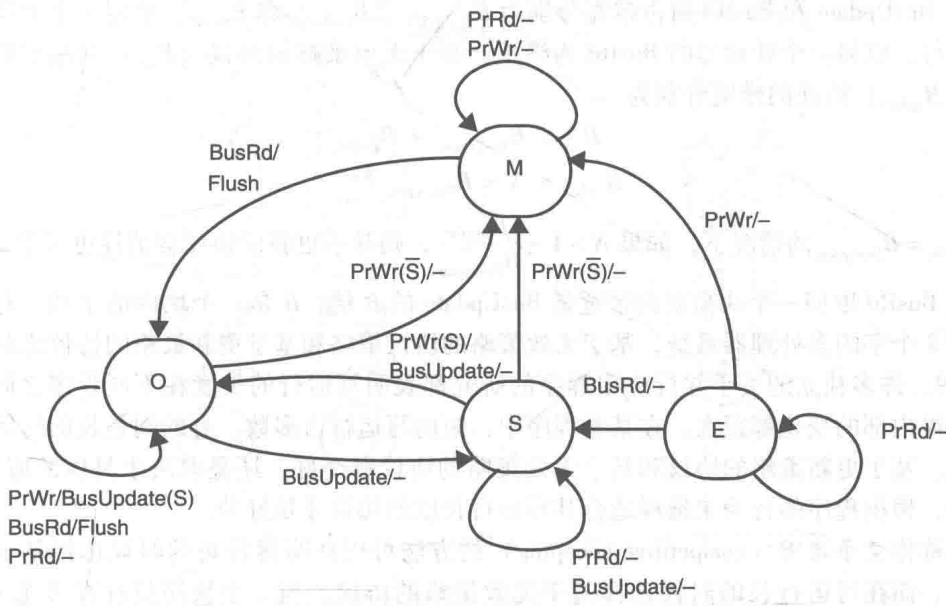 PrRd/–
PrWr/–
M
BusRd/
Flush
PrWr/–
PrWr(S̅)/–
PrWr(S̅)/–
PrWr(S)/
BusUpdate/–
BusRd/–
O
S
E
PrRd/–
BusUpdate/–
PrWr/BusUpdate(S)
BusRd/Flush
PrRd/–
PrRd/–
BusUpdate/–